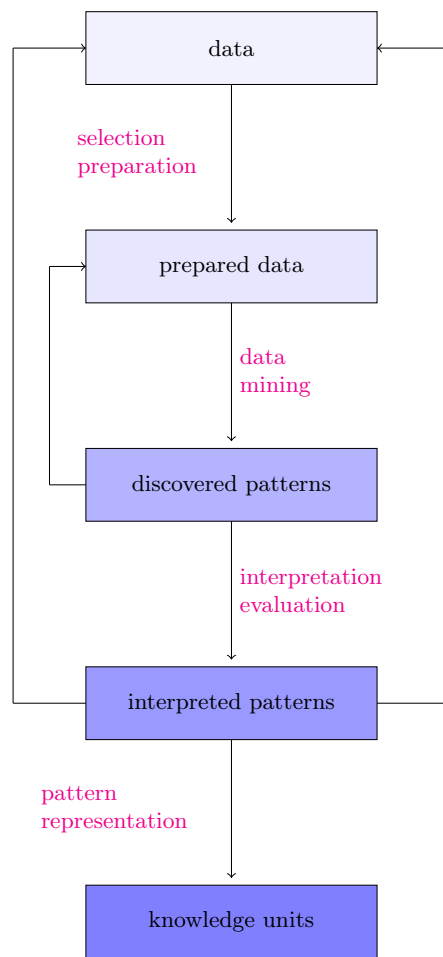 data
selection
preparation
prepared data
data
mining
discovered patterns
interpretation
evaluation
interpreted patterns
pattern
representation
knowledge units